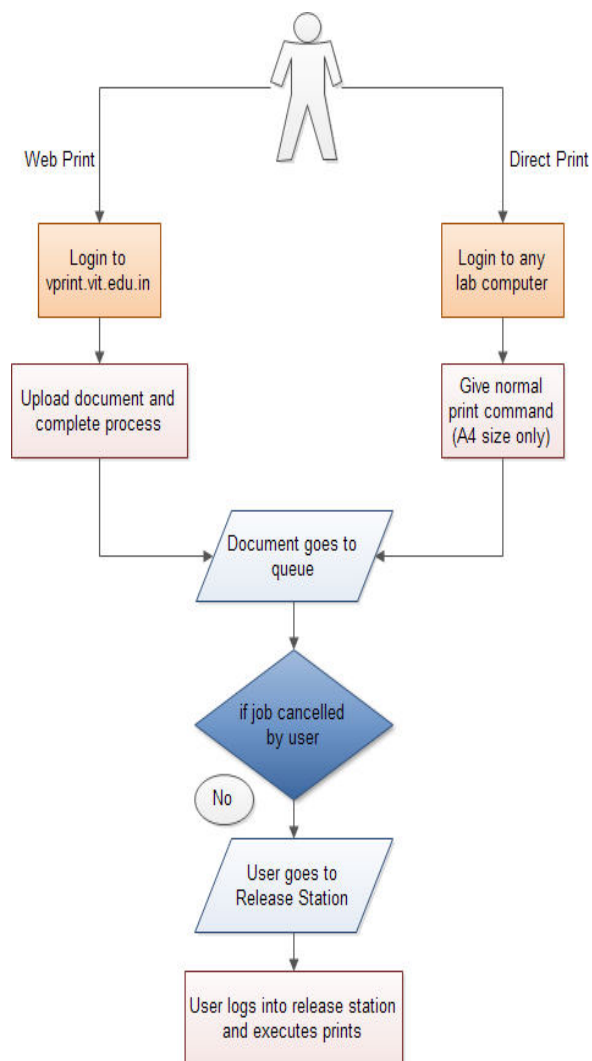 Web Print
Direct Print
Login to
vprint.vit.edu.in
Login to any
lab computer
Upload document and
complete process
Give normal
print command
(A4 size only)
Document goes to
queue
if job cancelled
by user
No
User goes to
Release Station
User logs into release station
and executes prints